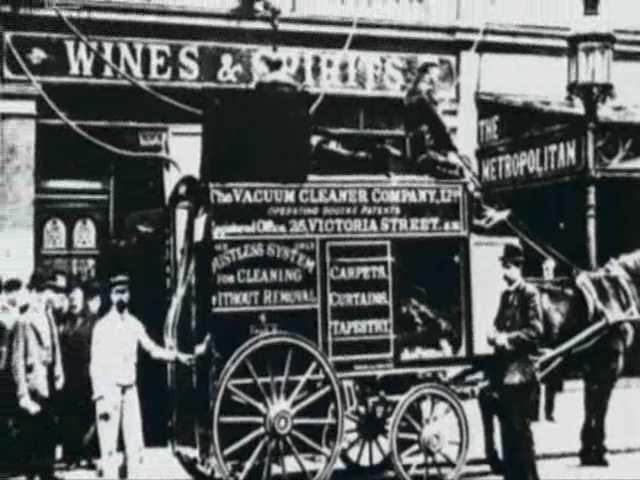 WINES & SPIRITS
THE
METROPOLITAN
The VACUUM CLEANER COMPANY, LTD
OPERATING BOOTHS PATENTS
Registered Office, 25, VICTORIA STREET, S.W.
DUSTLESS SYSTEM
FOR CLEANING
WITHOUT REMOVAL
CARPETS,
CURTAINS,
TAPESTRY,